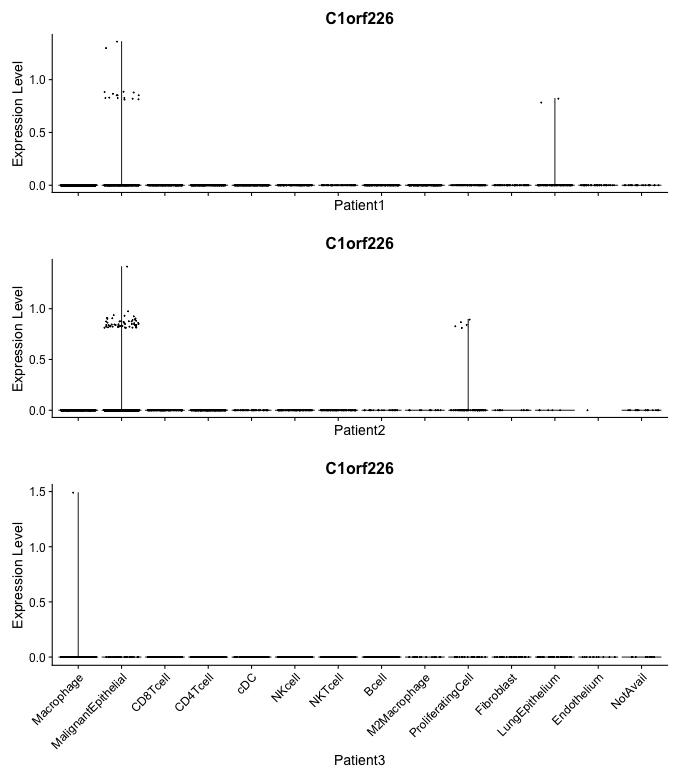 C1orf226
Expression Level
1.0
0.5
0.0
Patient1
C1orf226
Expression Level
1.0
0.5
0.0
Patient2
C1orf226
Expression Level
1.5
1.0
0.5
0.0
Macrophage
MalignantEpithelial
CD8Tcell
CD4Tcell
cDC
NKcell
NKTcell
Bcell
M2Macrophage
ProliferatingCell
Fibroblast
LungEpithelium
Endothelium
NotAvail
Patient3